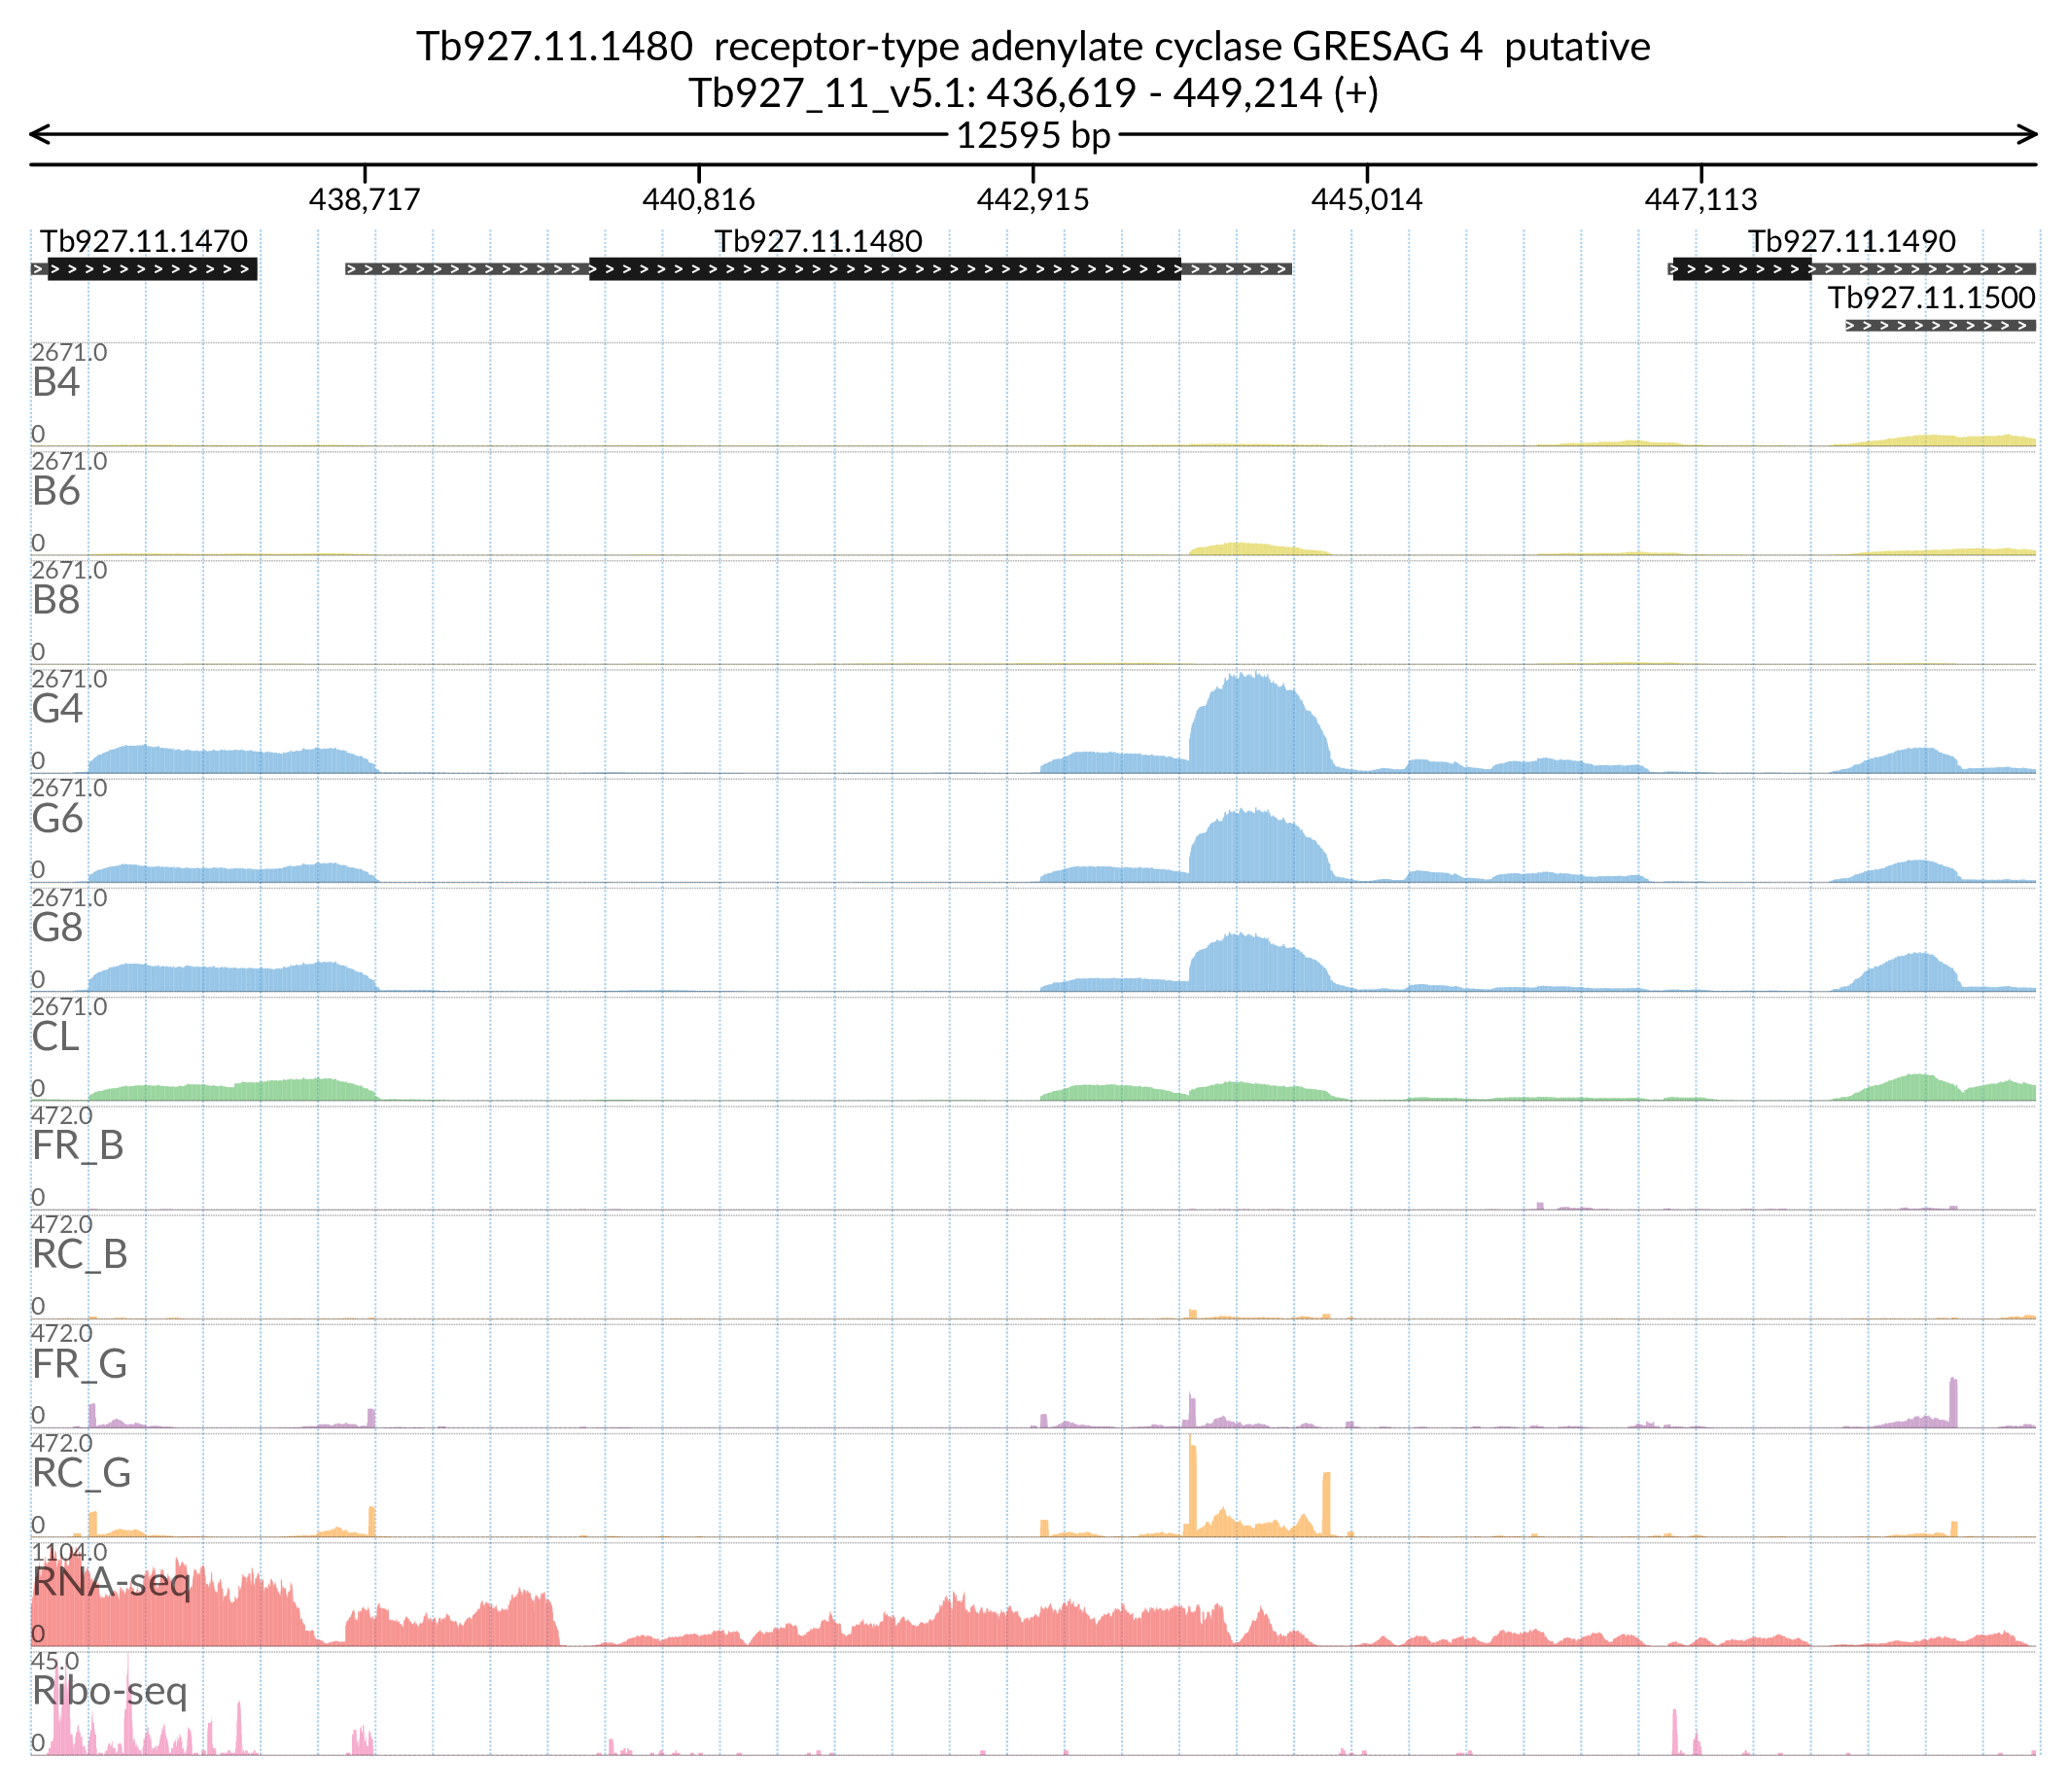 Tb927.11.1480 receptor-type adenylate cyclase GRESAG 4 putative
Tb927_11_v5.1: 436,619 - 449,214 (+)
12595 bp
438,717 440,816 442,915 445,014 447,113
Tb927.11.1470 Tb927.11.1480 Tb927.11.1490
Tb927.11.1500
2671.0
B4
0
2671.0
B6
0
2671.0
B8
0
2671.0
G4
0
2671.0
G6
0
2671.0
G8
0
2671.0
CL
0
472.0
FR_B
0
472.0
RC_B
0
472.0
FR_G
0
472.0
RC_G
0
1104.0
RNA-seq
0
45.0
Ribo-seq
0